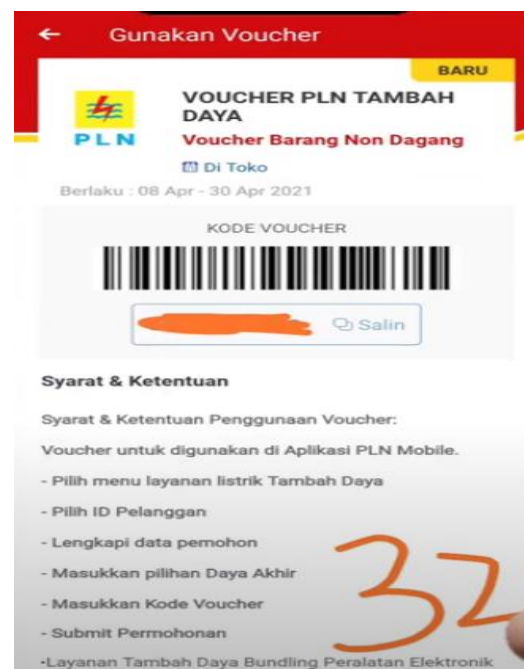 Gunakan Voucher
BARU
VOUCHER PLN TAMBAH
DAYA
PLN
Voucher Barang Non Dagang
Di Toko
Berlaku : 08 Apr - 30 Apr 2021
KODE VOUCHER
Salin
Syarat & Ketentuan
Syarat & Ketentuan Penggunaan Voucher:
Voucher untuk digunakan di Aplikasi PLN Mobile.
- Pilih menu layanan listrik Tambah Daya
- Pilih ID Pelanggan
- Lengkapi data pemohon
- Masukkan pilihan Daya Akhir
- Masukkan Kode Voucher
- Submit Permohonan
•Layanan Tambah Daya Bundling Peralatan Elektronik
32